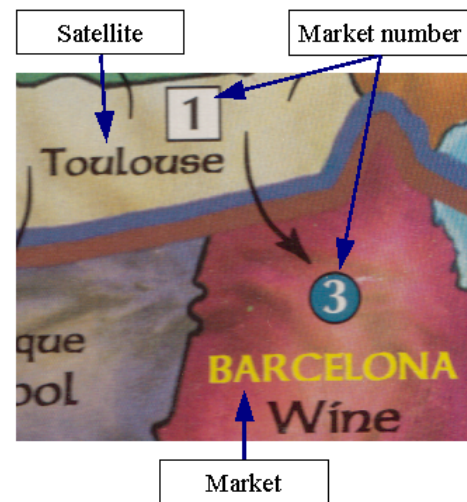 Satellite
Market number
1
Toulouse
3
que
ool
BARCELONA
Wine
Market